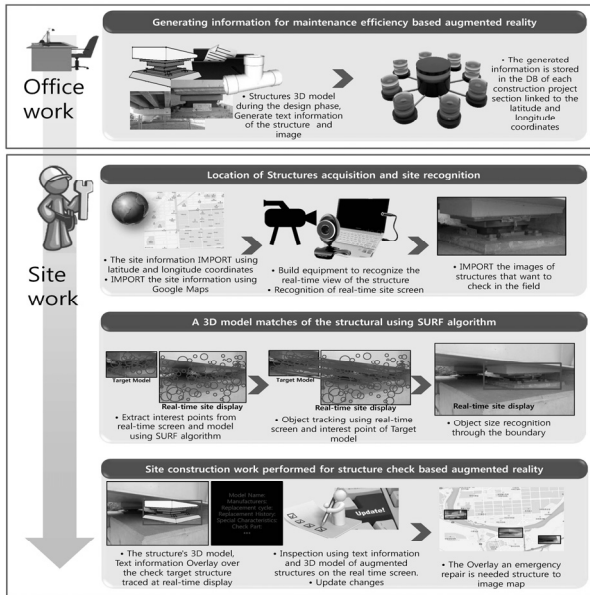 Generating information for maintenance efficiency based augmented reality
Office
work
• Structures 3D model
during the design phase,
Generate text information
of the structure and
image
• The generated
information is stored
in the DB of each
construction project
section linked to the
latitude and
longitude
coordinates
Site
work
Location of Structures acquisition and site recognition
• The site information IMPORT using
latitude and longitude coordinates
• IMPORT the site information using
Google Maps
• Build equipment to recognize the
real-time view of the structure
• Recognition of real-time site screen
• IMPORT the images of
structures that want to
check in the field
A 3D model matches of the structural using SURF algorithm
Target Model
Real-time site display
• Extract interest points from
real-time screen and model
using SURF algorithm
Target Model
Real-time site display
• Object tracking using real-time
screen and interest point of Target
model
Real-time site display
• Object size recognition
through the boundary
Site construction work performed for structure check based augmented reality
Model Name:
Manufacturers:
Replacement cycle:
Replacement History:
Special Characteristics:
Check Part:
...
• The structure's 3D model,
Text information Overlay over
the check target structure
traced at real-time display
Update!
• Inspection using text information
and 3D model of augmented
structures on the real time screen.
• Update changes
• The Overlay an emergency
repair is needed structure to
image map